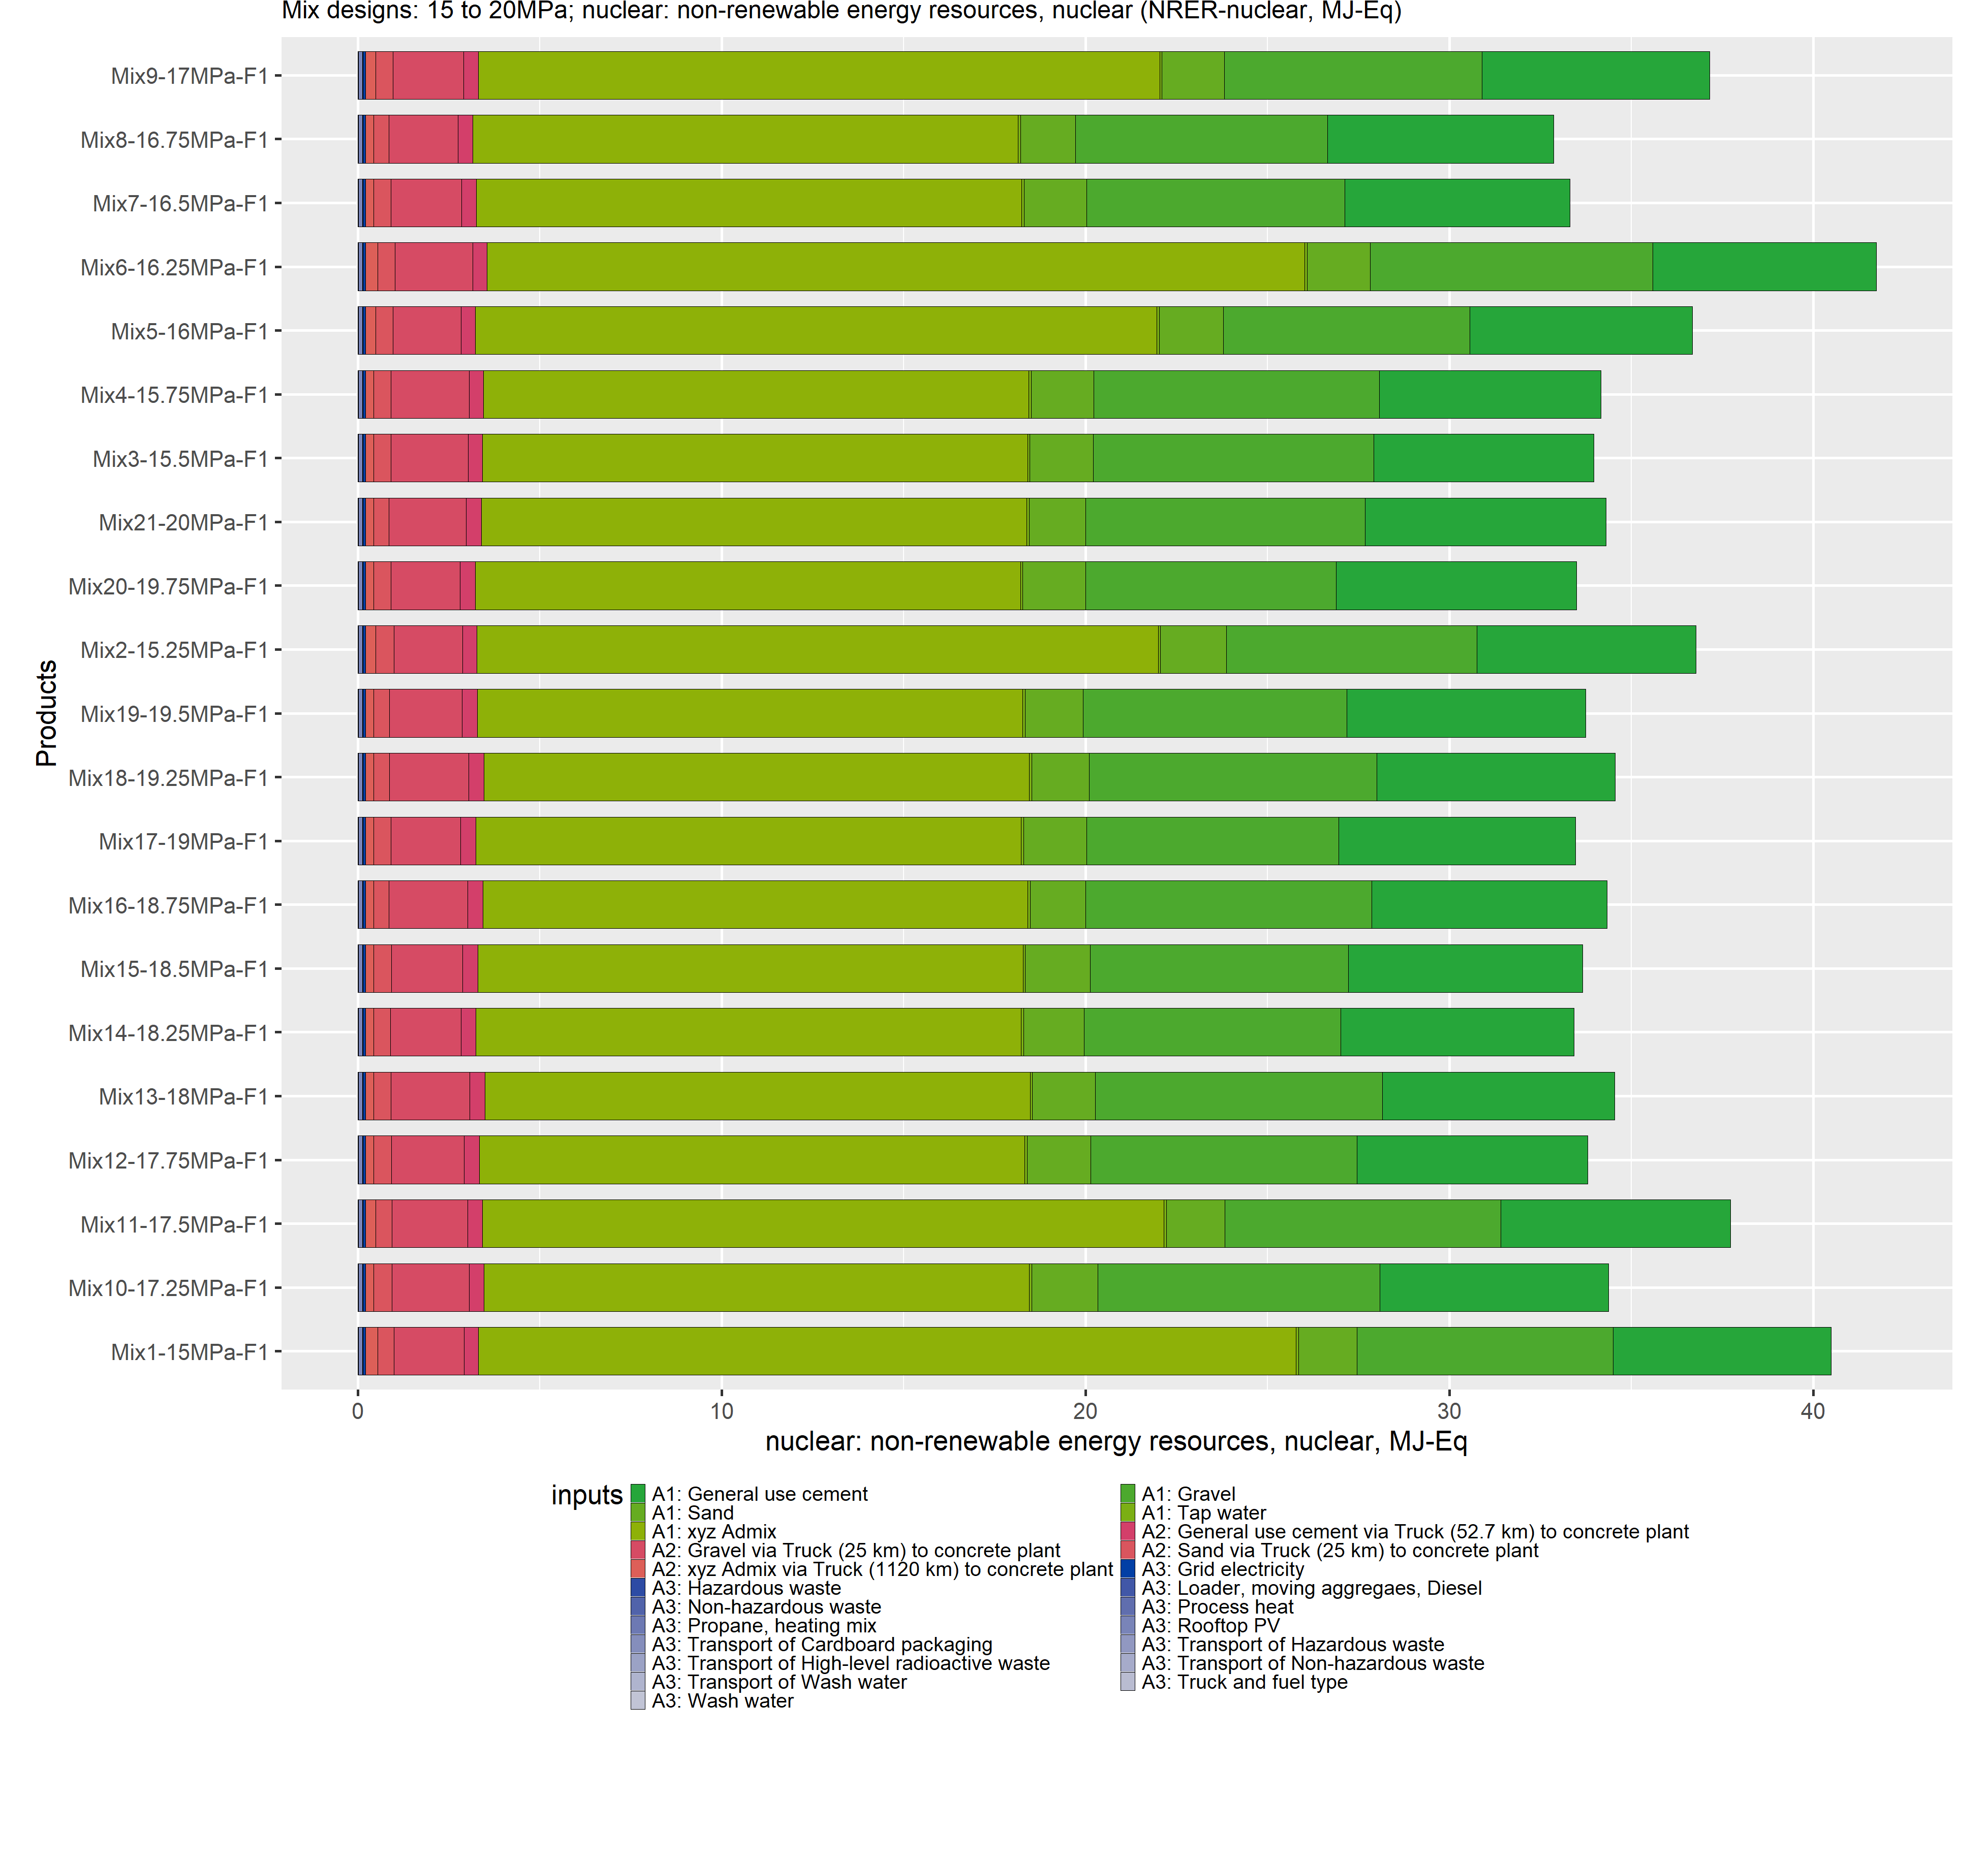 Mix designs: 15 to 20MPa; nuclear: non-renewable energy resources, nuclear (NRER-nuclear, MJ-Eq)
Products
Mix9-17MPa-F1
Mix8-16.75MPa-F1
Mix7-16.5MPa-F1
Mix6-16.25MPa-F1
Mix5-16MPa-F1
Mix4-15.75MPa-F1
Mix3-15.5MPa-F1
Mix21-20MPa-F1
Mix20-19.75MPa-F1
Mix2-15.25MPa-F1
Mix19-19.5MPa-F1
Mix18-19.25MPa-F1
Mix17-19MPa-F1
Mix16-18.75MPa-F1
Mix15-18.5MPa-F1
Mix14-18.25MPa-F1
Mix13-18MPa-F1
Mix12-17.75MPa-F1
Mix11-17.5MPa-F1
Mix10-17.25MPa-F1
Mix1-15MPa-F1
0 10 20 30 40
nuclear: non-renewable energy resources, nuclear, MJ-Eq
inputs
A1: General use cement A1: Gravel
A1: Sand A1: Tap water
A1: xyz Admix A2: General use cement via Truck (52.7 km) to concrete plant
A2: Gravel via Truck (25 km) to concrete plant A2: Sand via Truck (25 km) to concrete plant
A2: xyz Admix via Truck (1120 km) to concrete plant A3: Grid electricity
A3: Hazardous waste A3: Loader, moving aggregaes, Diesel
A3: Non-hazardous waste A3: Process heat
A3: Propane, heating mix A3: Rooftop PV
A3: Transport of Cardboard packaging A3: Transport of Hazardous waste
A3: Transport of High-level radioactive waste A3: Transport of Non-hazardous waste
A3: Transport of Wash water A3: Truck and fuel type
A3: Wash water